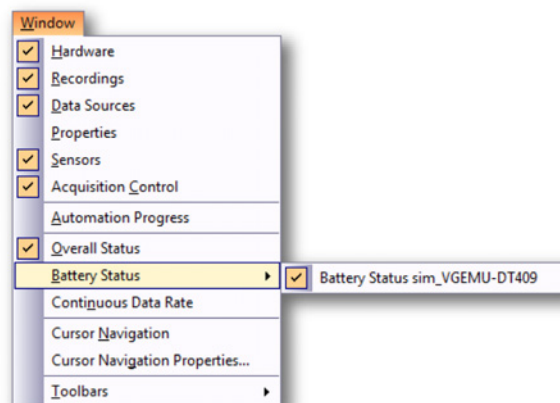 Window
Hardware
Recordings
Data Sources
Properties
Sensors
Acquisition Control
Automation Progress
Overall Status
Battery Status
Battery Status sim_VGEMU-DT409
Continuous Data Rate
Cursor Navigation
Cursor Navigation Properties...
Toolbars